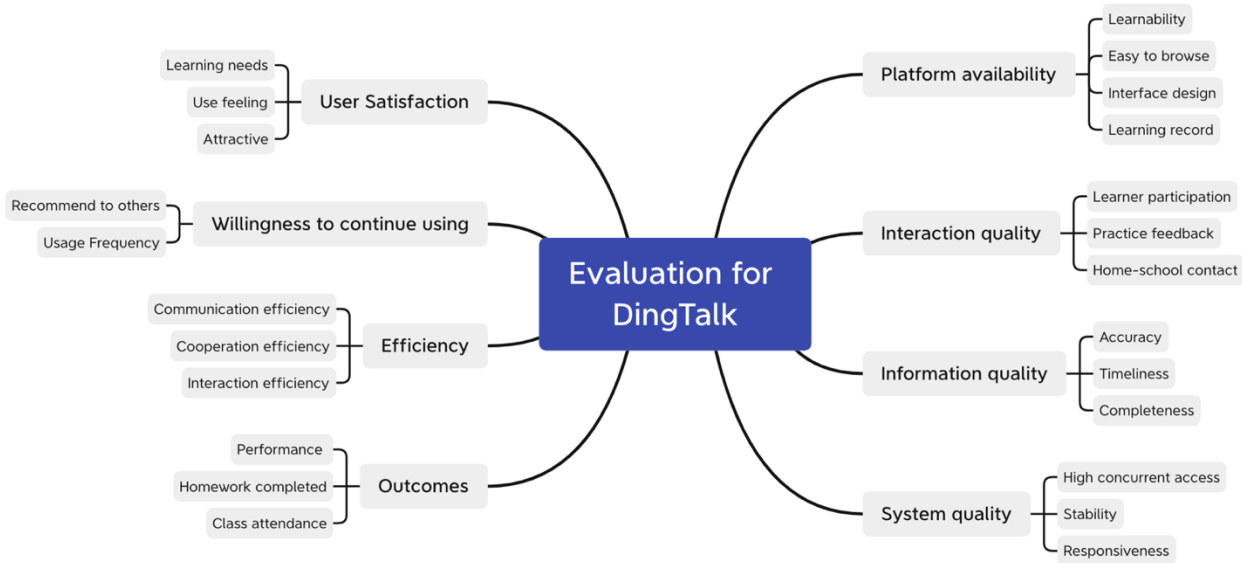 Evaluation for
DingTalk
User Satisfaction
Learning needs
Use feeling
Attractive
Willingness to continue using
Recommend to others
Usage Frequency
Efficiency
Communication efficiency
Cooperation efficiency
Interaction efficiency
Outcomes
Performance
Homework completed
Class attendance
Platform availability
Learnability
Easy to browse
Interface design
Learning record
Interaction quality
Learner participation
Practice feedback
Home-school contact
Information quality
Accuracy
Timeliness
Completeness
System quality
High concurrent access
Stability
Responsiveness